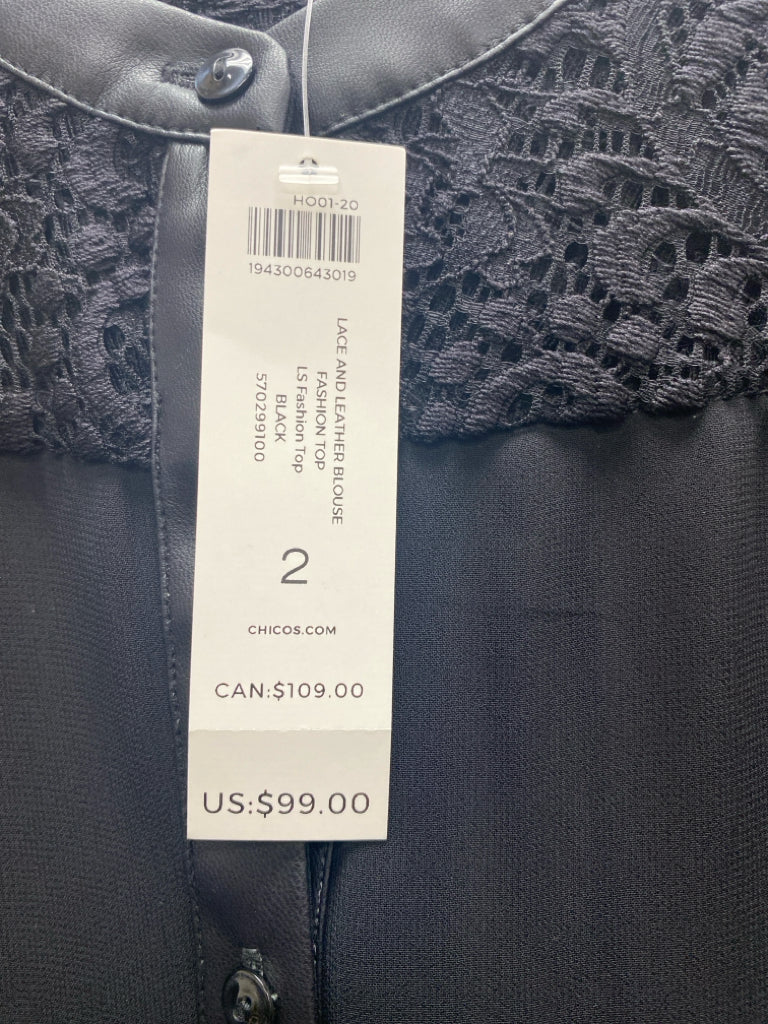 HO01-20
194300643019
LACE AND LEATHER BLOUSE
FASHION TOP
LS Fashion Top
BLACK
570299100
2
CHICOS.COM
CAN:$109.00
US:$99.00